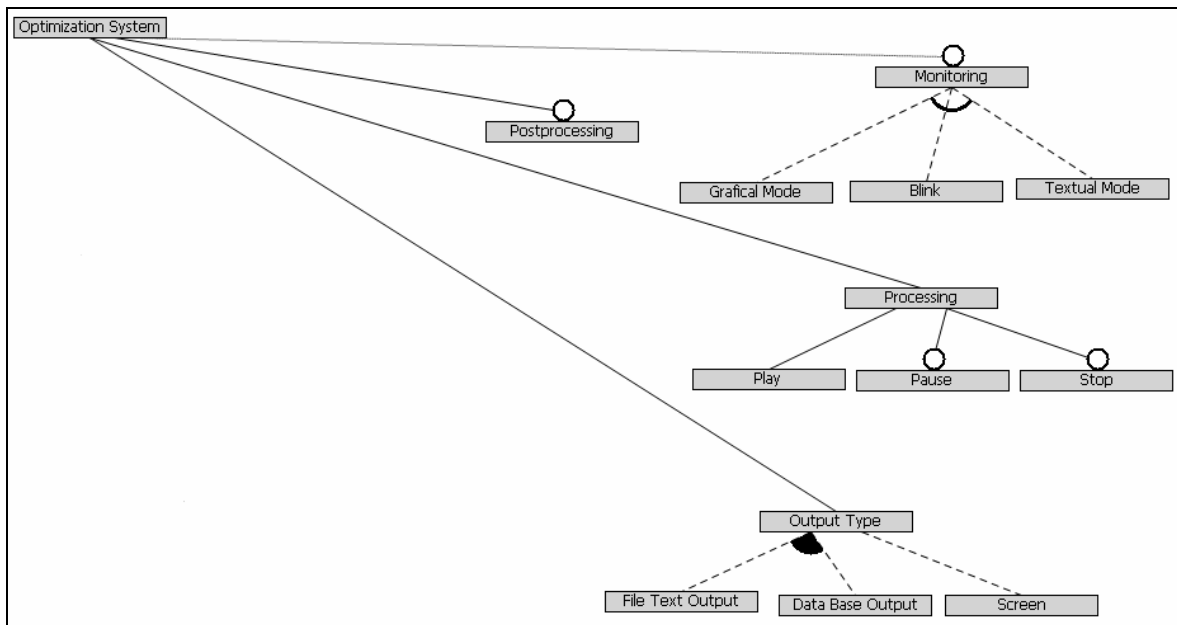 Optimization System
Monitoring
Postprocessing
Grafical Mode
Blink
Textual Mode
Processing
Play
Pause
Stop
Output Type
File Text Output
Data Base Output
Screen